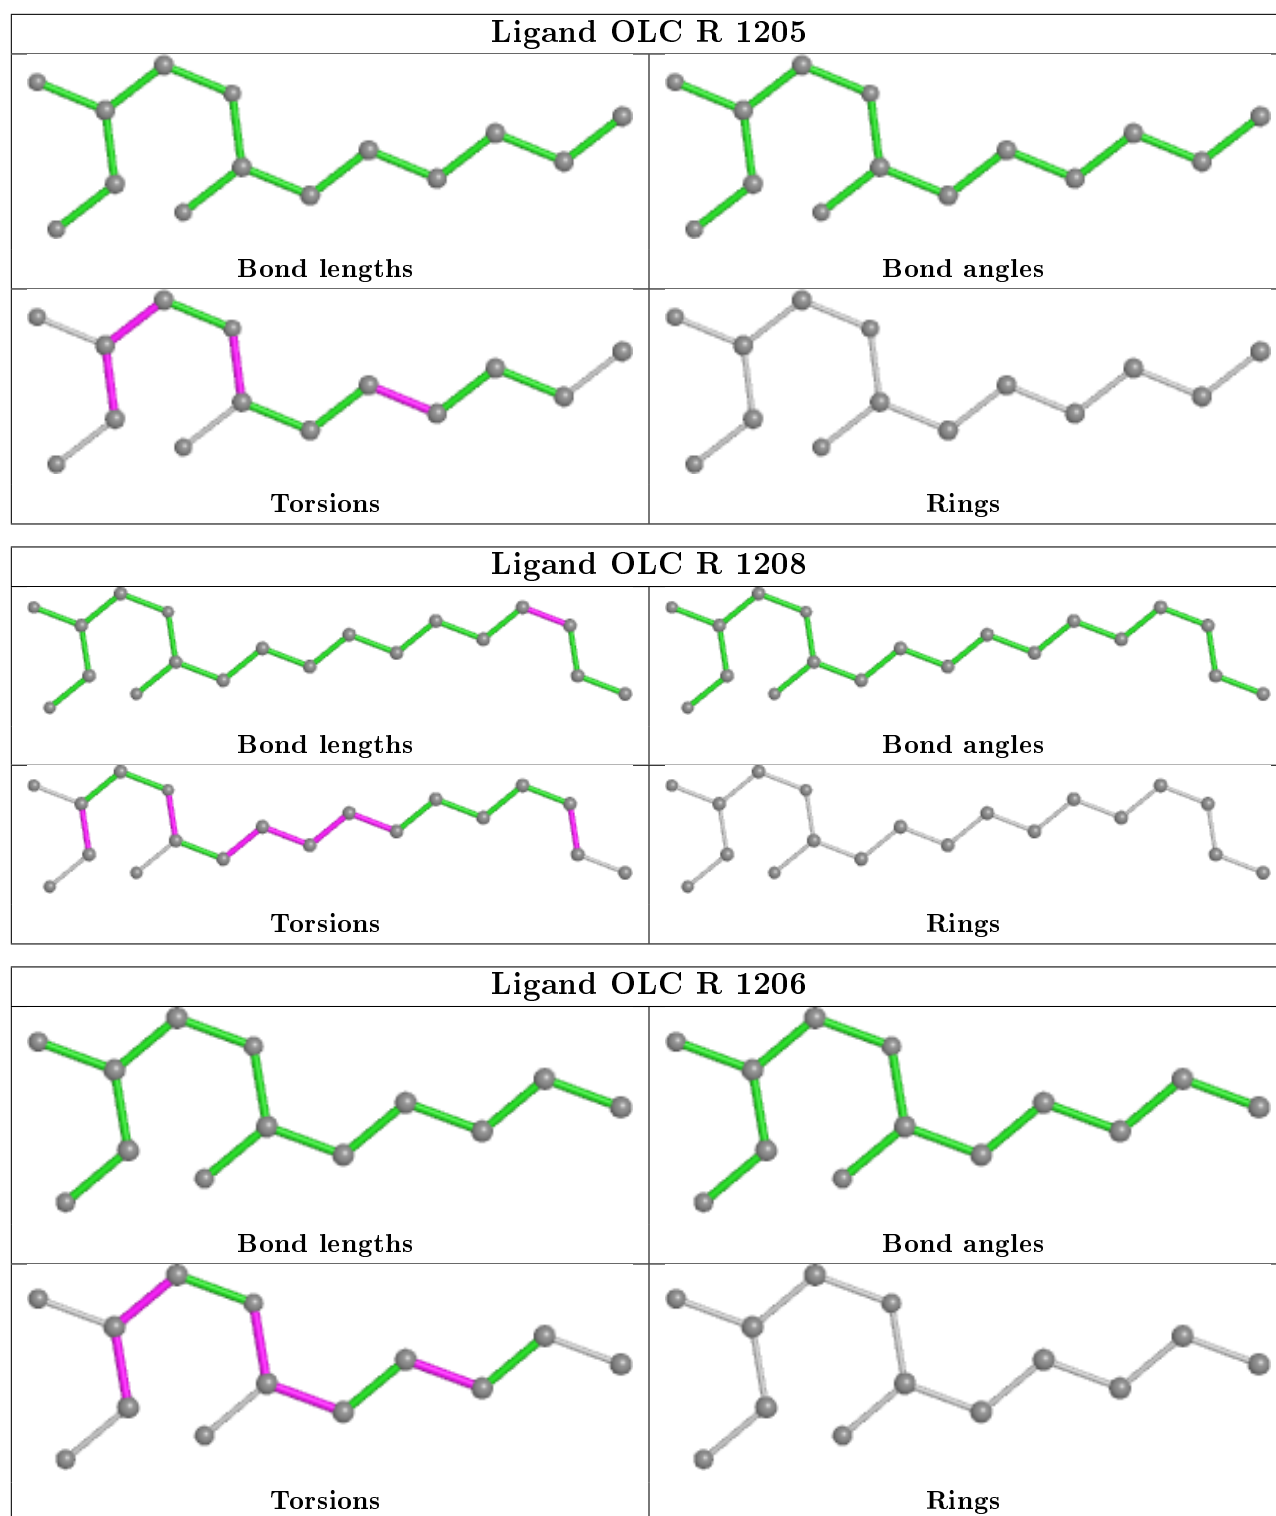 Ligand OLC R 1205
Bond lengths
Bond angles
Torsions
Rings
Ligand OLC R 1208
Bond lengths
Bond angles
Torsions
Rings
Ligand OLC R 1206
Bond lengths
Bond angles
Torsions
Rings